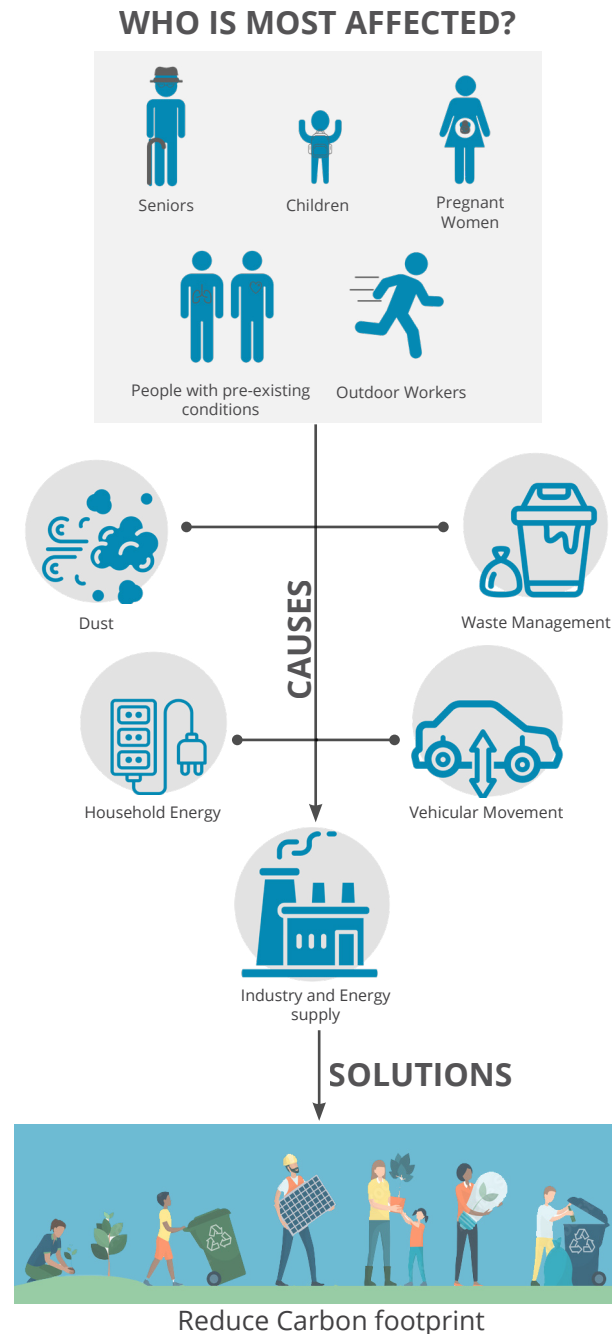 WHO IS MOST AFFECTED?
Seniors
Children
Pregnant
Women
People with pre-existing
conditions
Outdoor Workers
CAUSES
Dust
Waste Management
Household Energy
Vehicular Movement
Industry and Energy
supply
SOLUTIONS
Reduce Carbon footprint